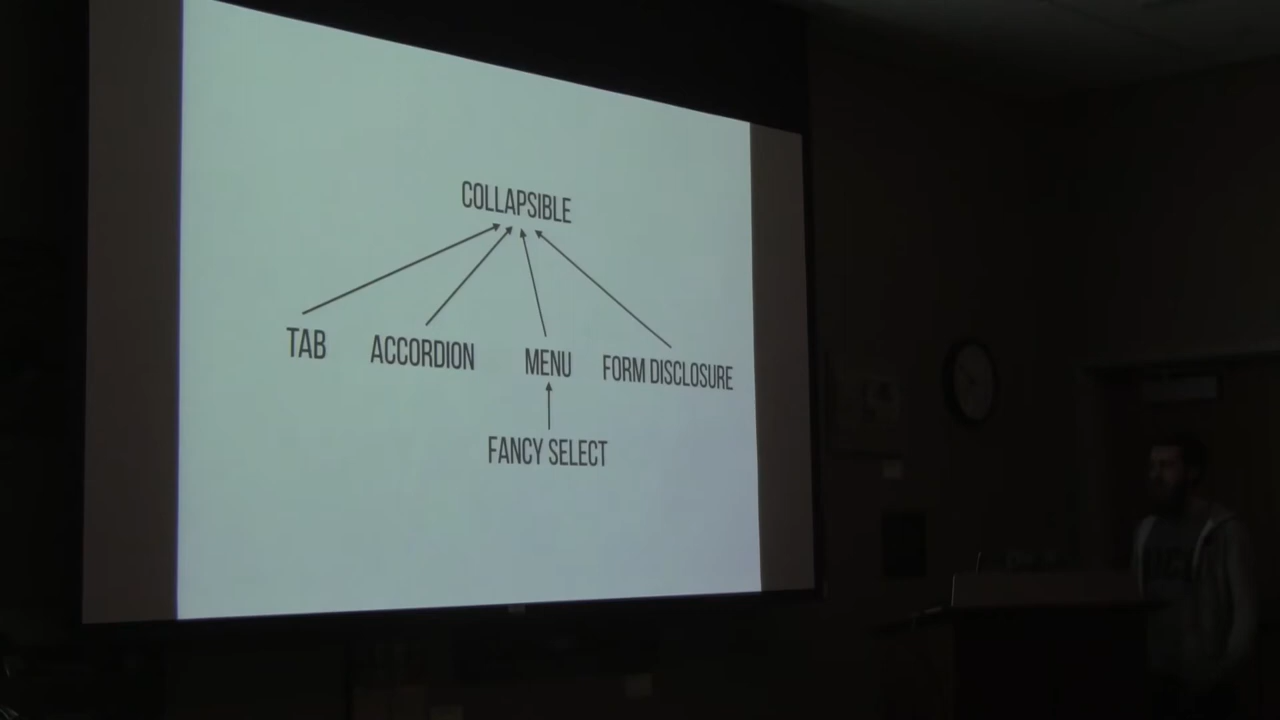 COLLAPSIBLE
TAB
ACCORDION
MENU
FORM DISCLOSURE
FANCY SELECT